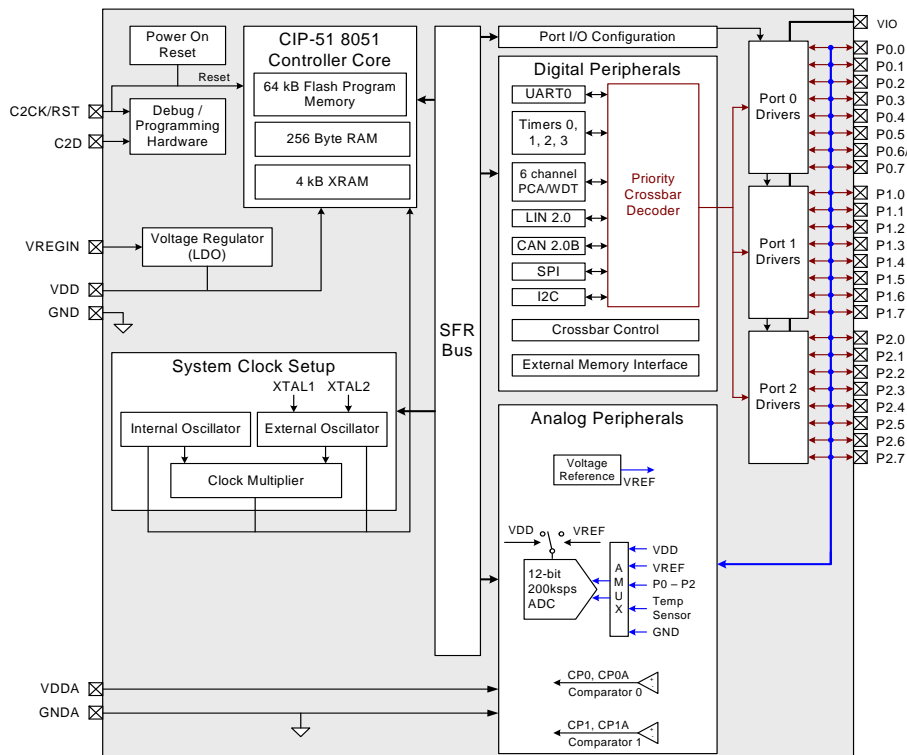 Power On
Reset
Reset
C2CK/RST
Debug /
Programming
Hardware
C2D
CIP-51 8051
Controller Core
64 kB Flash Program
Memory
256 Byte RAM
4 kB XRAM
VREGIN
Voltage Regulator
(LDO)
VDD
GND
System Clock Setup
XTAL1 XTAL2
Internal Oscillator
External Oscillator
Clock Multiplier
VDDA
GNDA
SFR
Bus
Port I/O Configuration
Digital Peripherals
UART0
Timers 0,
1, 2, 3
6 channel
PCA/WDT
LIN 2.0
CAN 2.0B
SPI
I2C
Priority
Crossbar
Decoder
Crossbar Control
External Memory Interface
Analog Peripherals
Voltage
Reference
VREF
VDD VREF
12-bit
200ksps
ADC
A
M
U
X
VDD
VREF
P0 – P2
Temp
Sensor
GND
CP0, CP0A
Comparator 0
+
-
CP1, CP1A
Comparator 1
+
-
Port 0
Drivers
Port 1
Drivers
Port 2
Drivers
VIO
P0.0
P0.1
P0.2
P0.3
P0.4
P0.5
P0.6/
P0.7
P1.0
P1.1
P1.2
P1.3
P1.4
P1.5
P1.6
P1.7
P2.0
P2.1
P2.2
P2.3
P2.4
P2.5
P2.6
P2.7